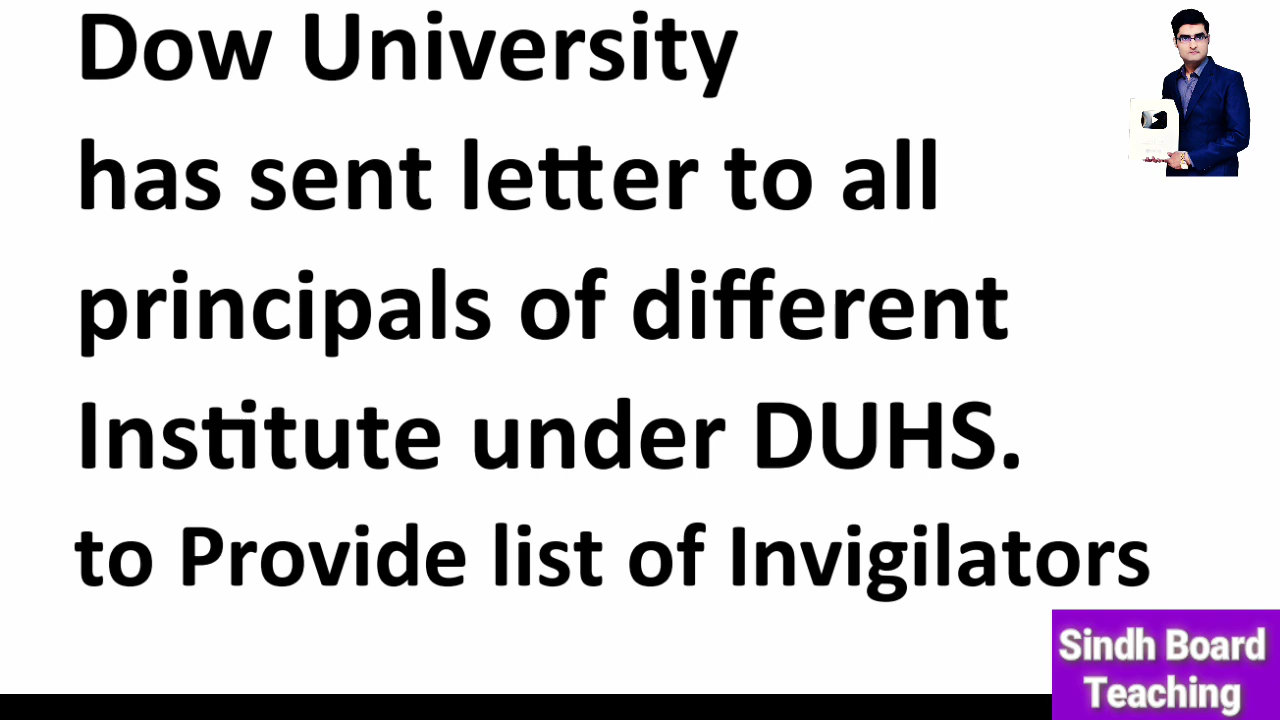 Dow University
has sent letter to all
principals of different
Institute under DUHS.
to Provide list of Invigilators
Sindh Board
Teaching